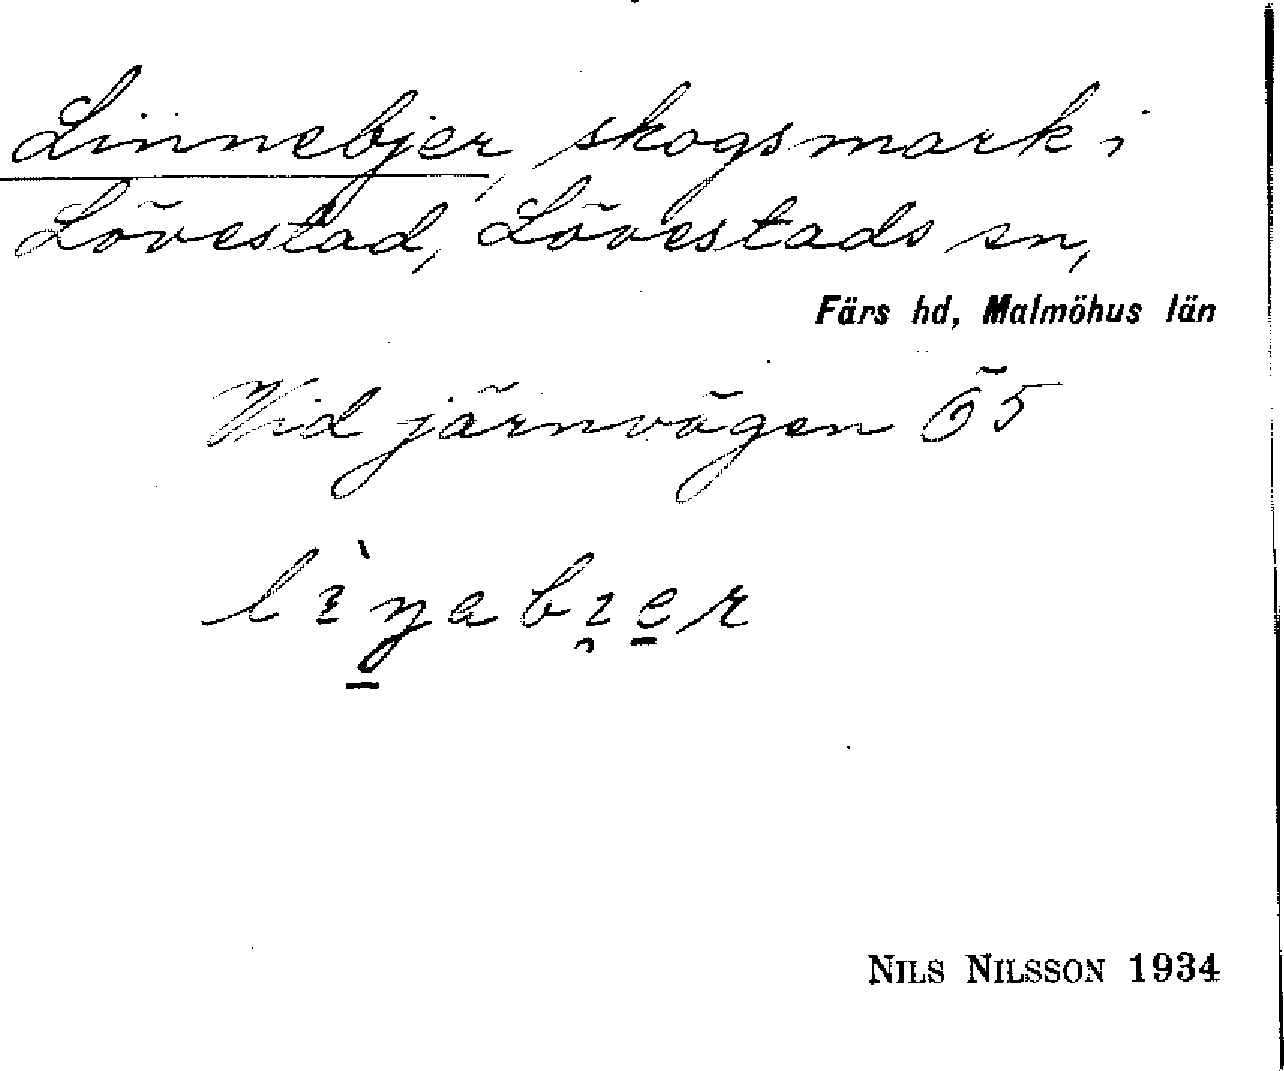 Linnebjer, skogsmark i
Lövestad, Lövestads sn,
Färs hd, Malmöhus län
Vid järnvägen Ö5
NILS NILSSON 1934